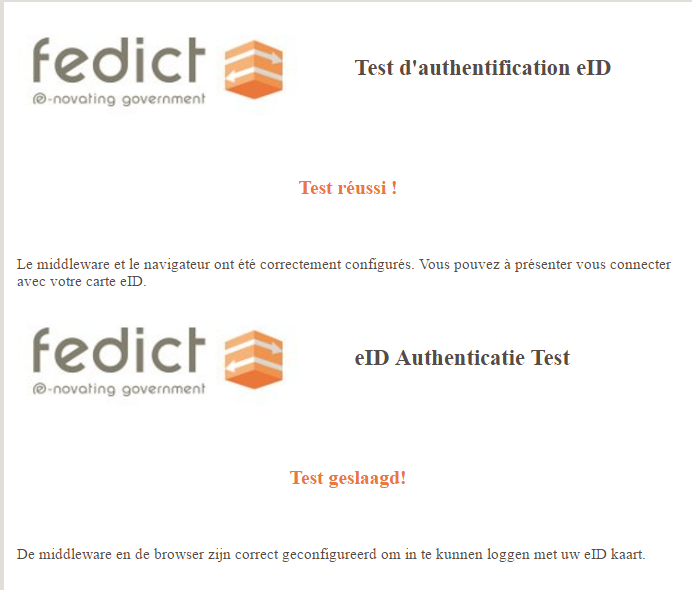 fedict
e-novating government
Test d'authentification eID
Test réussi !
Le middleware et le navigateur ont été correctement configurés. Vous pouvez à présenter vous connecter
avec votre carte eID.
fedict
e-novating government
eID Authenticatie Test
Test geslaagd!
De middleware en de browser zijn correct geconfigureerd om in te kunnen loggen met uw eID kaart.